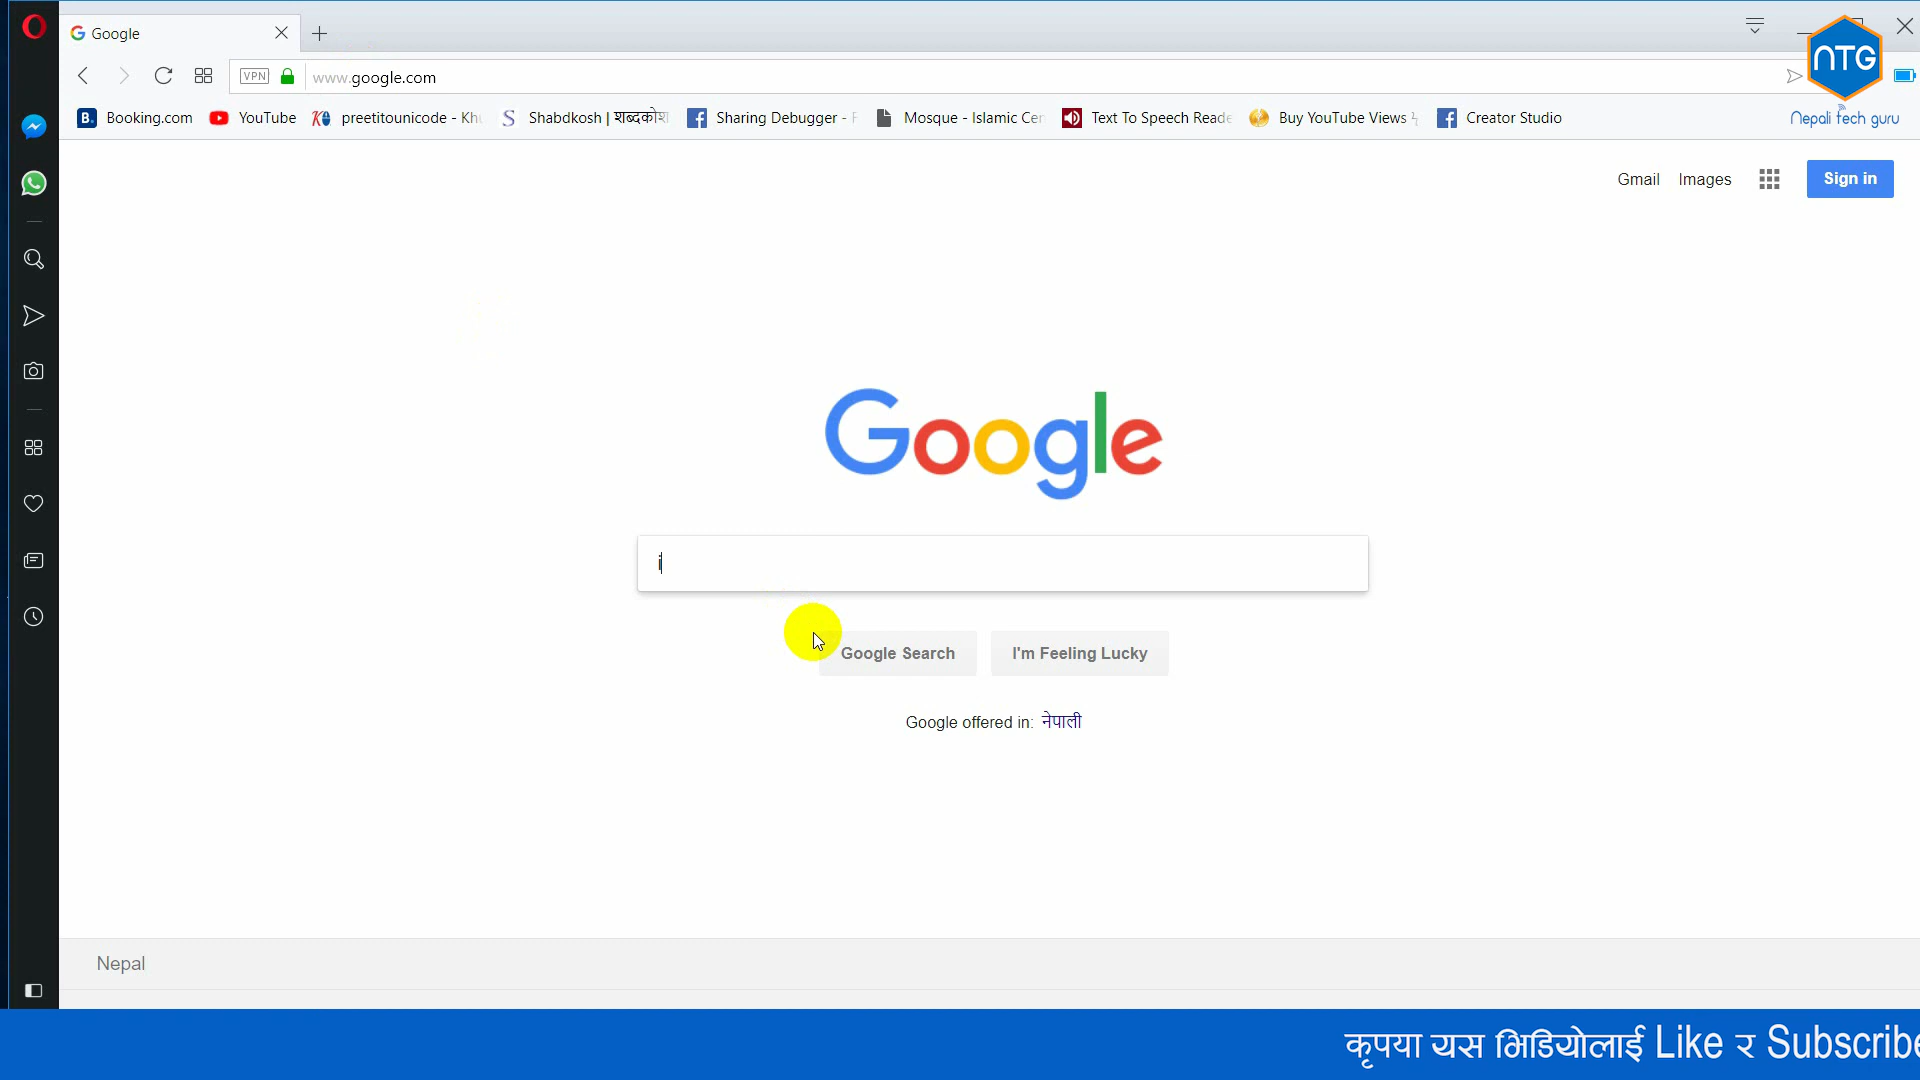 Google
NTG
VPN
www.google.com
Booking.com
YouTube
preetitounicode - Kh
Shabdkosh | शब्दकोश
Sharing Debugger - F
Mosque - Islamic Cen
Text To Speech Reade
Buy YouTube Views
Creator Studio
Nepali tech guru
Gmail
Images
Sign in
Google
i
Google Search
I'm Feeling Lucky
Google offered in: नेपाली
Nepal
कृपया यस भिडियोलाई Like र Subscribe